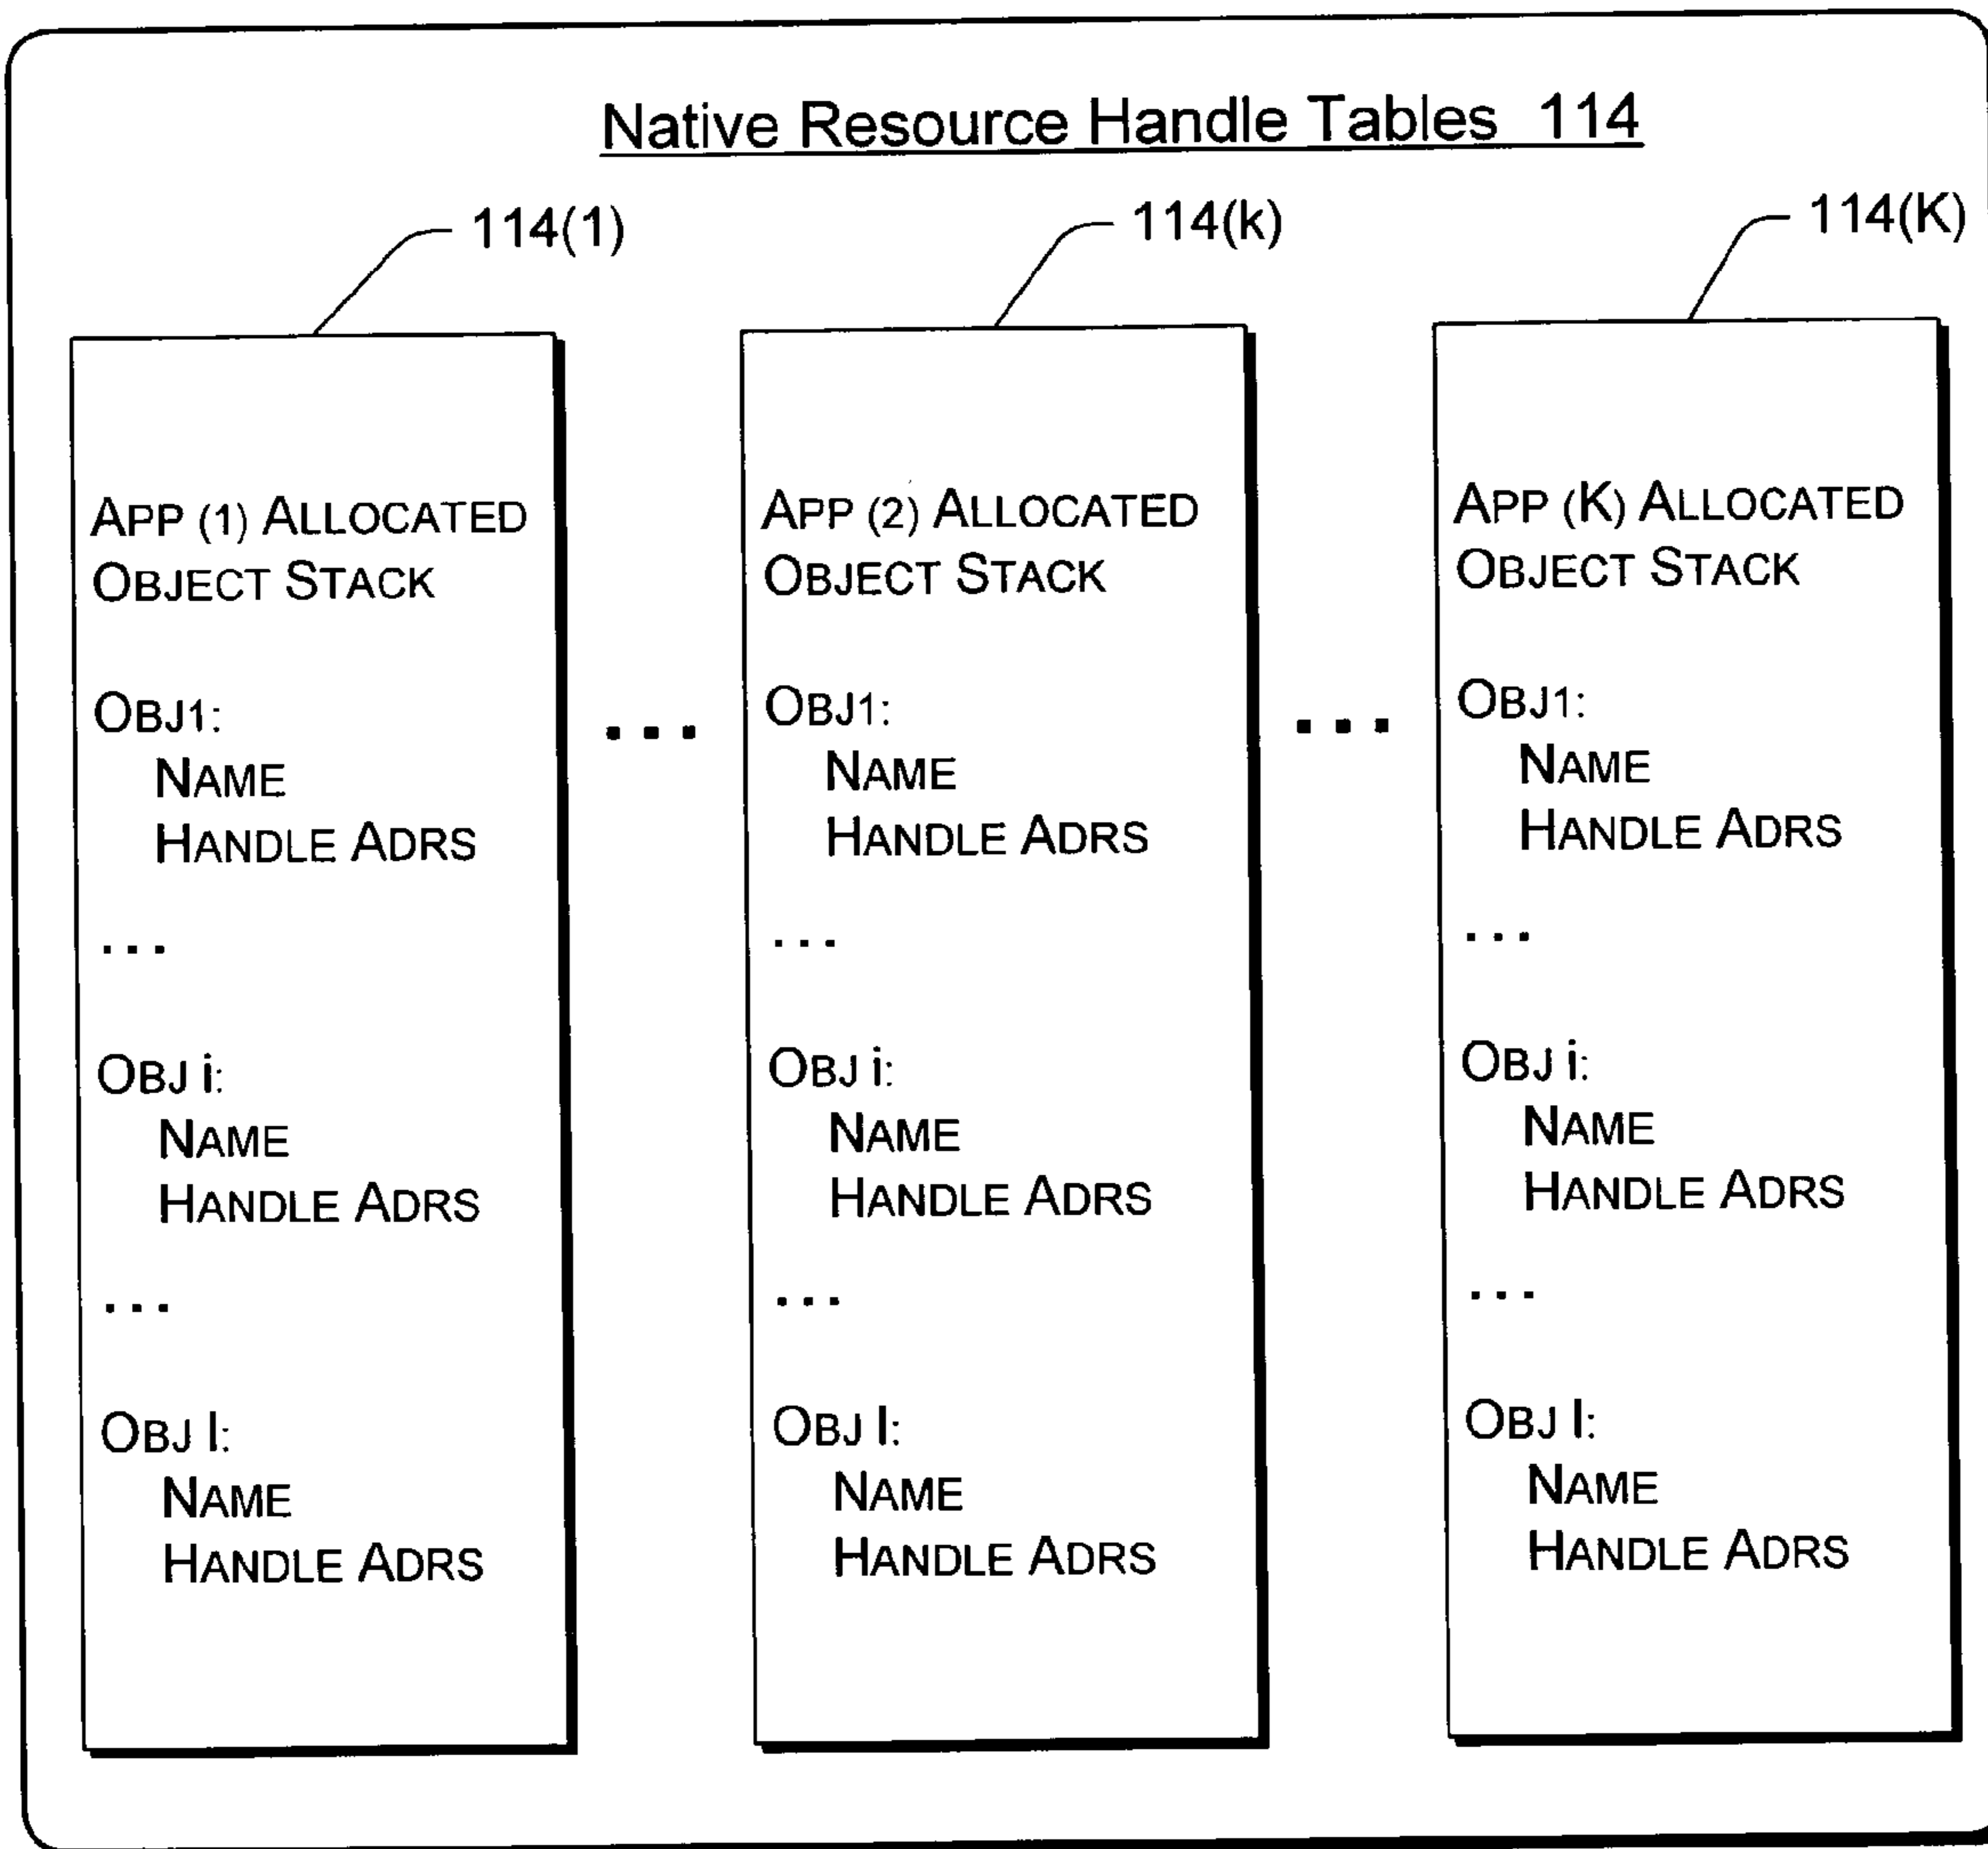 Native Resource Handle Tables 114
114(1)
114(k)
114(K)
APP (1) ALLOCATED
OBJECT STACK
OBJ1:
NAME
HANDLE ADRS
...
OBJ i:
NAME
HANDLE ADRS
...
OBJ I:
NAME
HANDLE ADRS
...
APP (2) ALLOCATED
OBJECT STACK
OBJ1:
NAME
HANDLE ADRS
...
OBJ i:
NAME
HANDLE ADRS
...
OBJ I:
NAME
HANDLE ADRS
...
APP (K) ALLOCATED
OBJECT STACK
OBJ1:
NAME
HANDLE ADRS
...
OBJ i:
NAME
HANDLE ADRS
...
OBJ I:
NAME
HANDLE ADRS